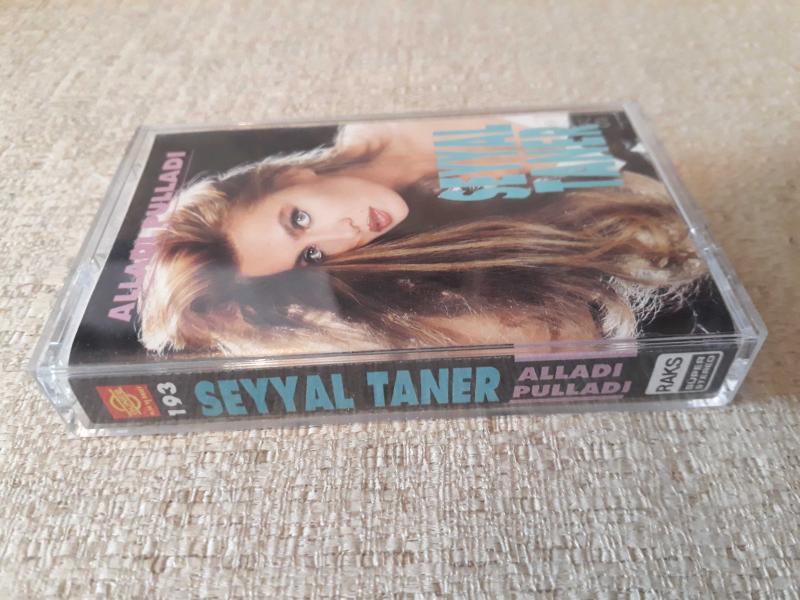 ALLADI PULLADI
SEYYAL
TANER
193
SEYYAL TANER
ALLADI
PULLADI
RAKS
SUPER
STEREO